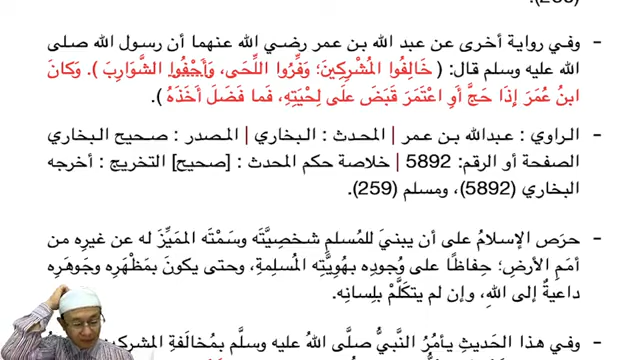 (260).
- وفي رواية أخرى عن عبد الله بن عمر رضي الله عنهما أن رسول الله صلى
الله عليه وسلم قال: ( خَالِفُوا المُشْرِكِينَ؛ وَفِّرُوا اللِّحَى، وَأَحْفُوا الشَّوَارِبَ ). وَكانَ
ابنُ عُمَرَ إِذَا حَجَّ أَوِ اعْتَمَرَ قَبَضَ علَى لِحْيَتِهِ، فَما فَضَلَ أَخَذَهُ ).
- الراوي : عبدالله بن عمر | المحدث : البخاري | المصدر : صحيح البخاري
الصفحة أو الرقم: 5892 | خلاصة حكم المحدث : [صحيح] التخريج : أخرجه
البخاري (5892)، ومسلم (259).
- حرَص الإسلامُ على أن يبنيَ للمُسلمِ شخصيَّتَه وسَمْتَه المميِّزَ له عن غيرِه من
أمَمِ الأرضِ؛ حِفاظًا على وُجودِه بهُويَّتِه المُسلِمةِ، وحتى يكونَ بمَظهَرِه وجَوهَرِه
داعيةً إلى اللهِ، وإن لم يتكلَّمْ بلِسانِه.
- وفي هذا الحَديثِ يأمُرُ النَّبيُّ صلَّى اللهُ عليه وسلَّم بمُخالَفةِ المشركين